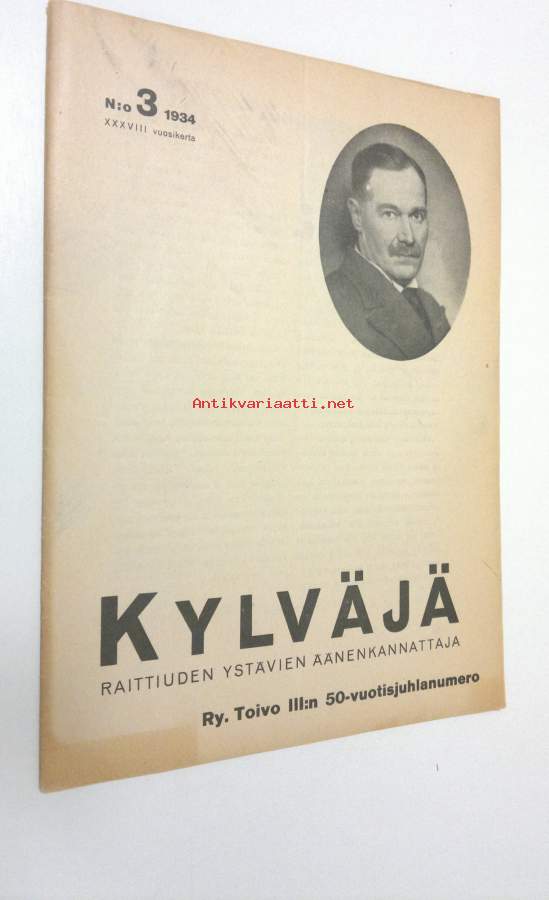 N:o 3 1934
XXXVIII vuosikerta
Antikvariaatti.net
KYLVÄJÄ
RAITTIUDEN YSTÄVIEN ÄÄNENKANNATTAJA
Ry. Toivo III:n 50-vuotisjuhlanumero